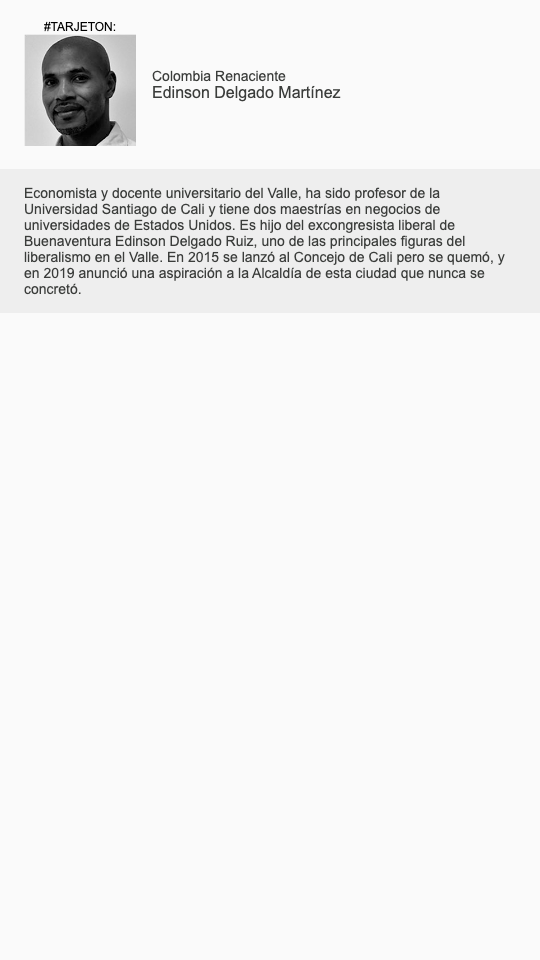 #TARJETON:
Colombia Renaciente
Edinson Delgado Martínez
Economista y docente universitario del Valle, ha sido profesor de la
Universidad Santiago de Cali y tiene dos maestrías en negocios de
universidades de Estados Unidos. Es hijo del excongresista liberal de
Buenaventura Edinson Delgado Ruiz, uno de las principales figuras del
liberalismo en el Valle. En 2015 se lanzó al Concejo de Cali pero se quemó, y
en 2019 anunció una aspiración a la Alcaldía de esta ciudad que nunca se
concretó.